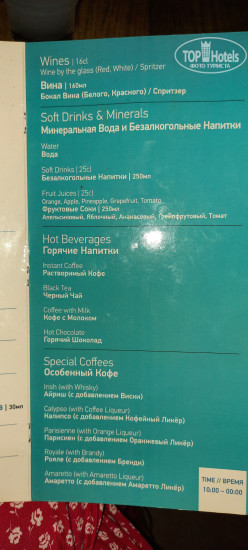 TOP Hotels
ФОТО ТУРИСТА
Wines | 16cl
Wine by the glass (Red, White) / Spritzer
Вина | 160мл
Бокал Вина (Белого, Красного) / Спритзер
Soft Drinks & Minerals
Минеральная Вода и Безалкогольные Напитки
Water
Вода
Soft Drinks | 25cl
Безалкогольные Напитки | 250мл
Fruit Juices | 25cl
Orange, Apple, Pineapple, Grapefruit, Tomato
Фруктовые Соки | 250мл
Апельсиновый, Яблочный, Ананасовый, Грейпфрутовый, Томат
Hot Beverages
Горячие Напитки
Instant Coffee
Растворимый Кофе
Black Tea
Черный Чай
Coffee with Milk
Кофе с Молоком
Hot Chocolate
Горячий Шоколад
Special Coffees
Особенный Кофе
Irish (with Whisky)
Айриш (с добавлением Виски)
Calypso (with Coffee Liqueur)
Калипсо (с добавлением Кофейный Ликёр)
Parisienne (with Orange Liqueur)
Парисиен (с добавлением Оранжевый Ликёр)
Royale (with Brandy)
Рояле (с добавлением Бренди)
Amaretto (with Amaretto Liqueur)
Амаретто (с добавлением Амаретто Ликёр)
TIME // ВРЕМЯ
10:00 – 00:00
| 30мл